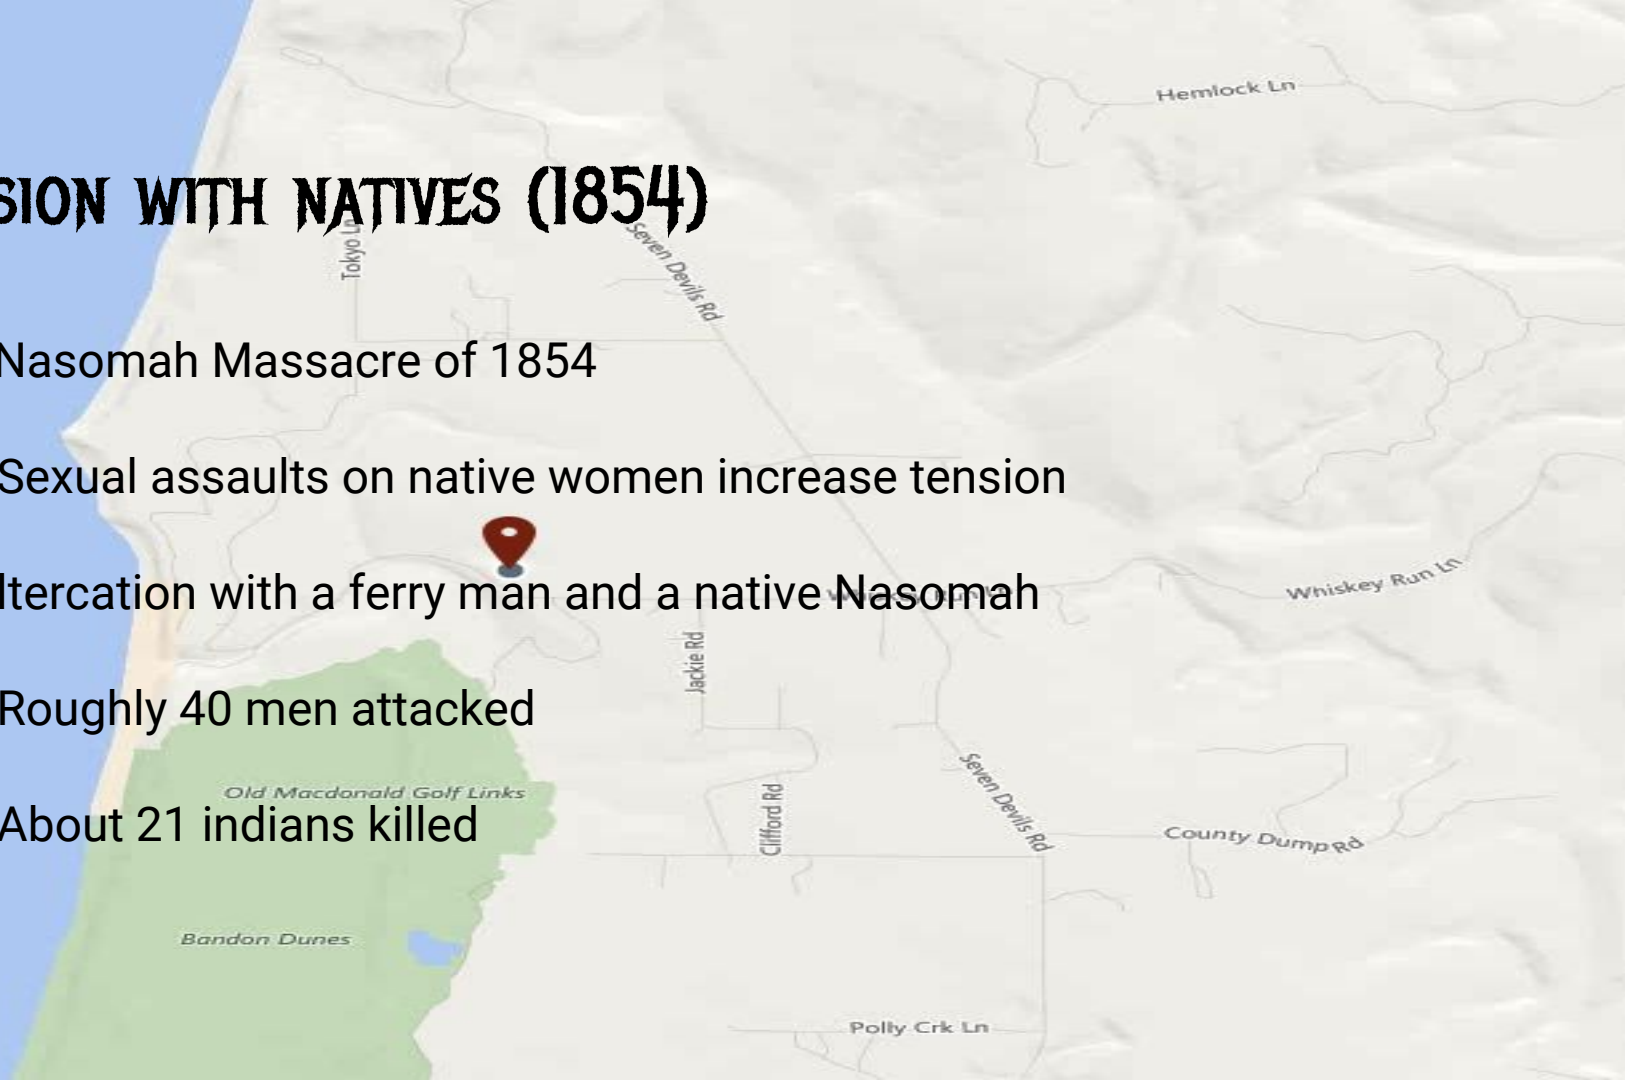 Hemlock Ln
SION WITH NATIVES (1854)
Tokyo Ln
Seven Devils Rd
Nasomah Massacre of 1854
Sexual assaults on native women increase tension
ltercation with a ferry man and a native Nasomah
Whiskey Run Ln
Whiskey Run Ln
Jackie Rd
Roughly 40 men attacked
Seven Devils Rd
Old Macdonald Golf Links
Clifford Rd
About 21 indians killed
County Dump Rd
Bandon Dunes
Polly Crk Ln